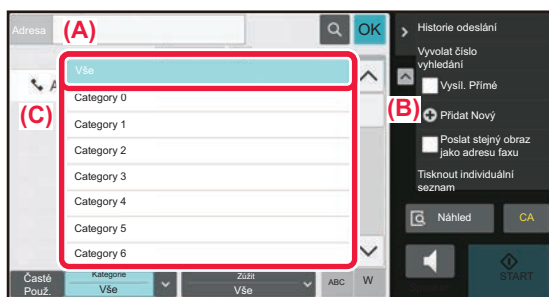 Adresa
(A)
OK
Vše
A
(C)
Category 0
Category 1
Category 2
Category 3
Category 4
Category 5
Category 6
Časté
Použ.
Kategorie
Vše
Zúžit
Vše
ABC
W
Historie odeslání
Vyvolat číslo
vyhledání
Vysíl. Přímé
(B)
Přidat Nový
Poslat stejný obraz
jako adresu faxu
Tisknout individuální
seznam
Náhled
CA
START